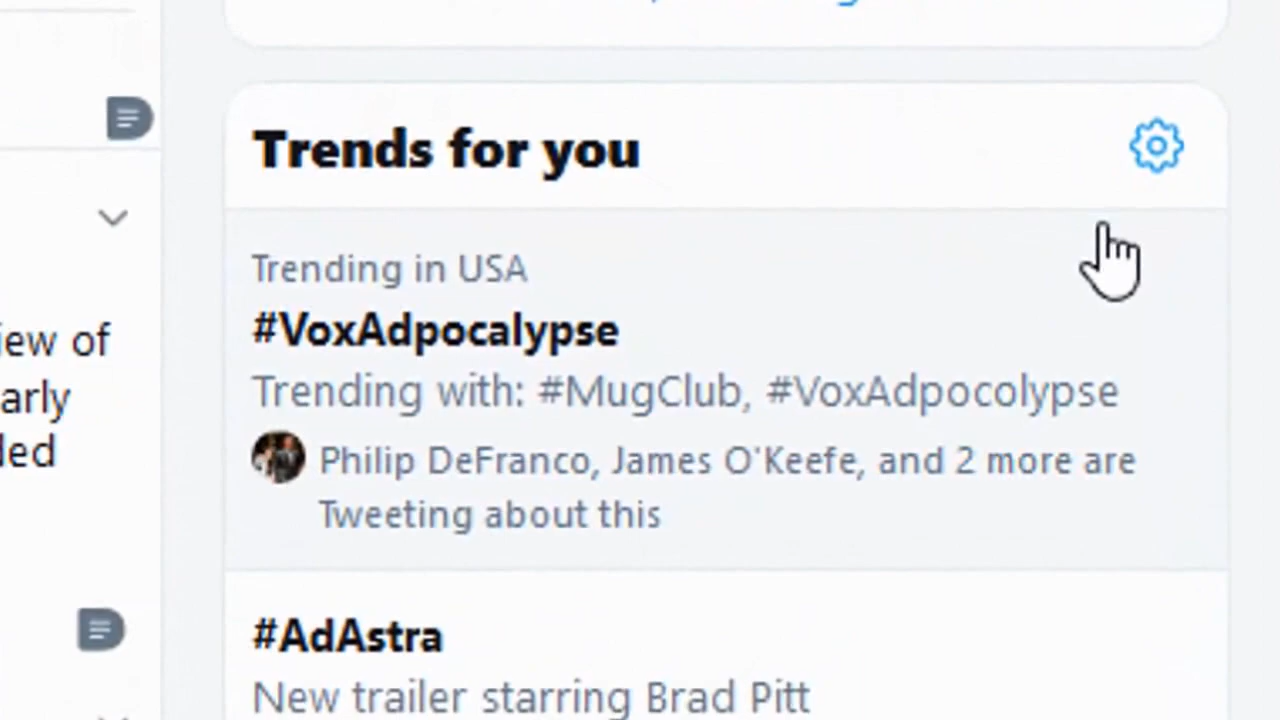 Trends for you
Trending in USA
#VoxAdpocalypse
Trending with: #MugClub, #VoxAdpocolypse
Philip DeFranco, James O'Keefe, and 2 more are
Tweeting about this
iew of
arly
ded
#AdAstra
New trailer starring Brad Pitt